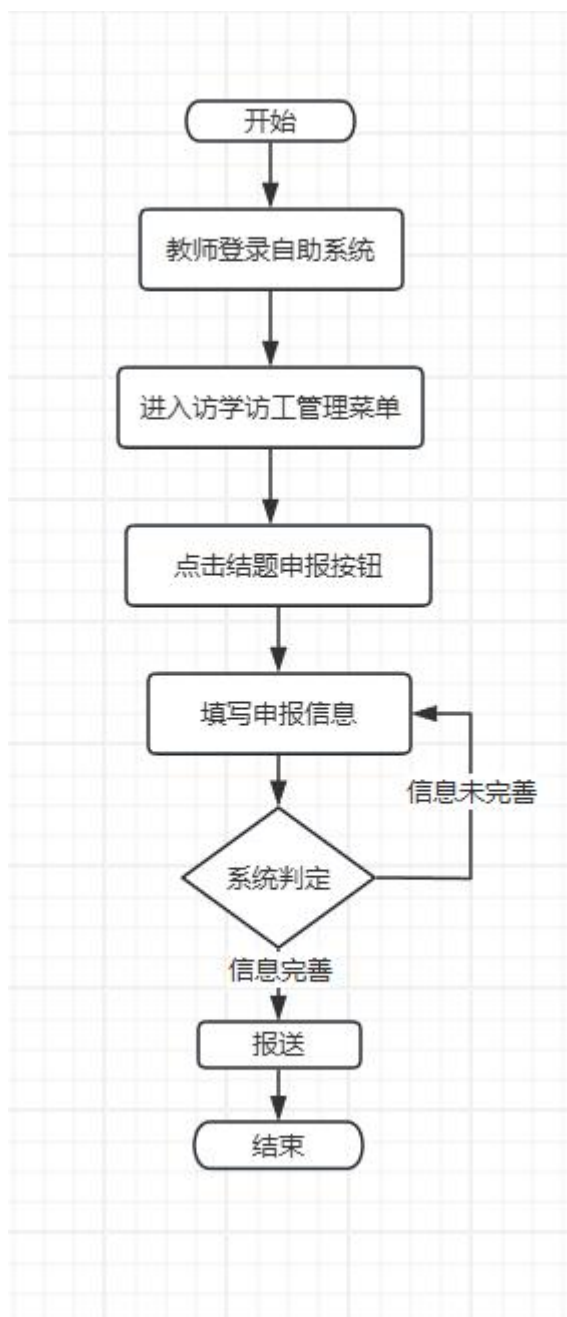 开始
教师登录自助系统
进入访学访工管理菜单
点击结题申报按钮
填写申报信息
信息未完善
系统判定
信息完善
报送
结束